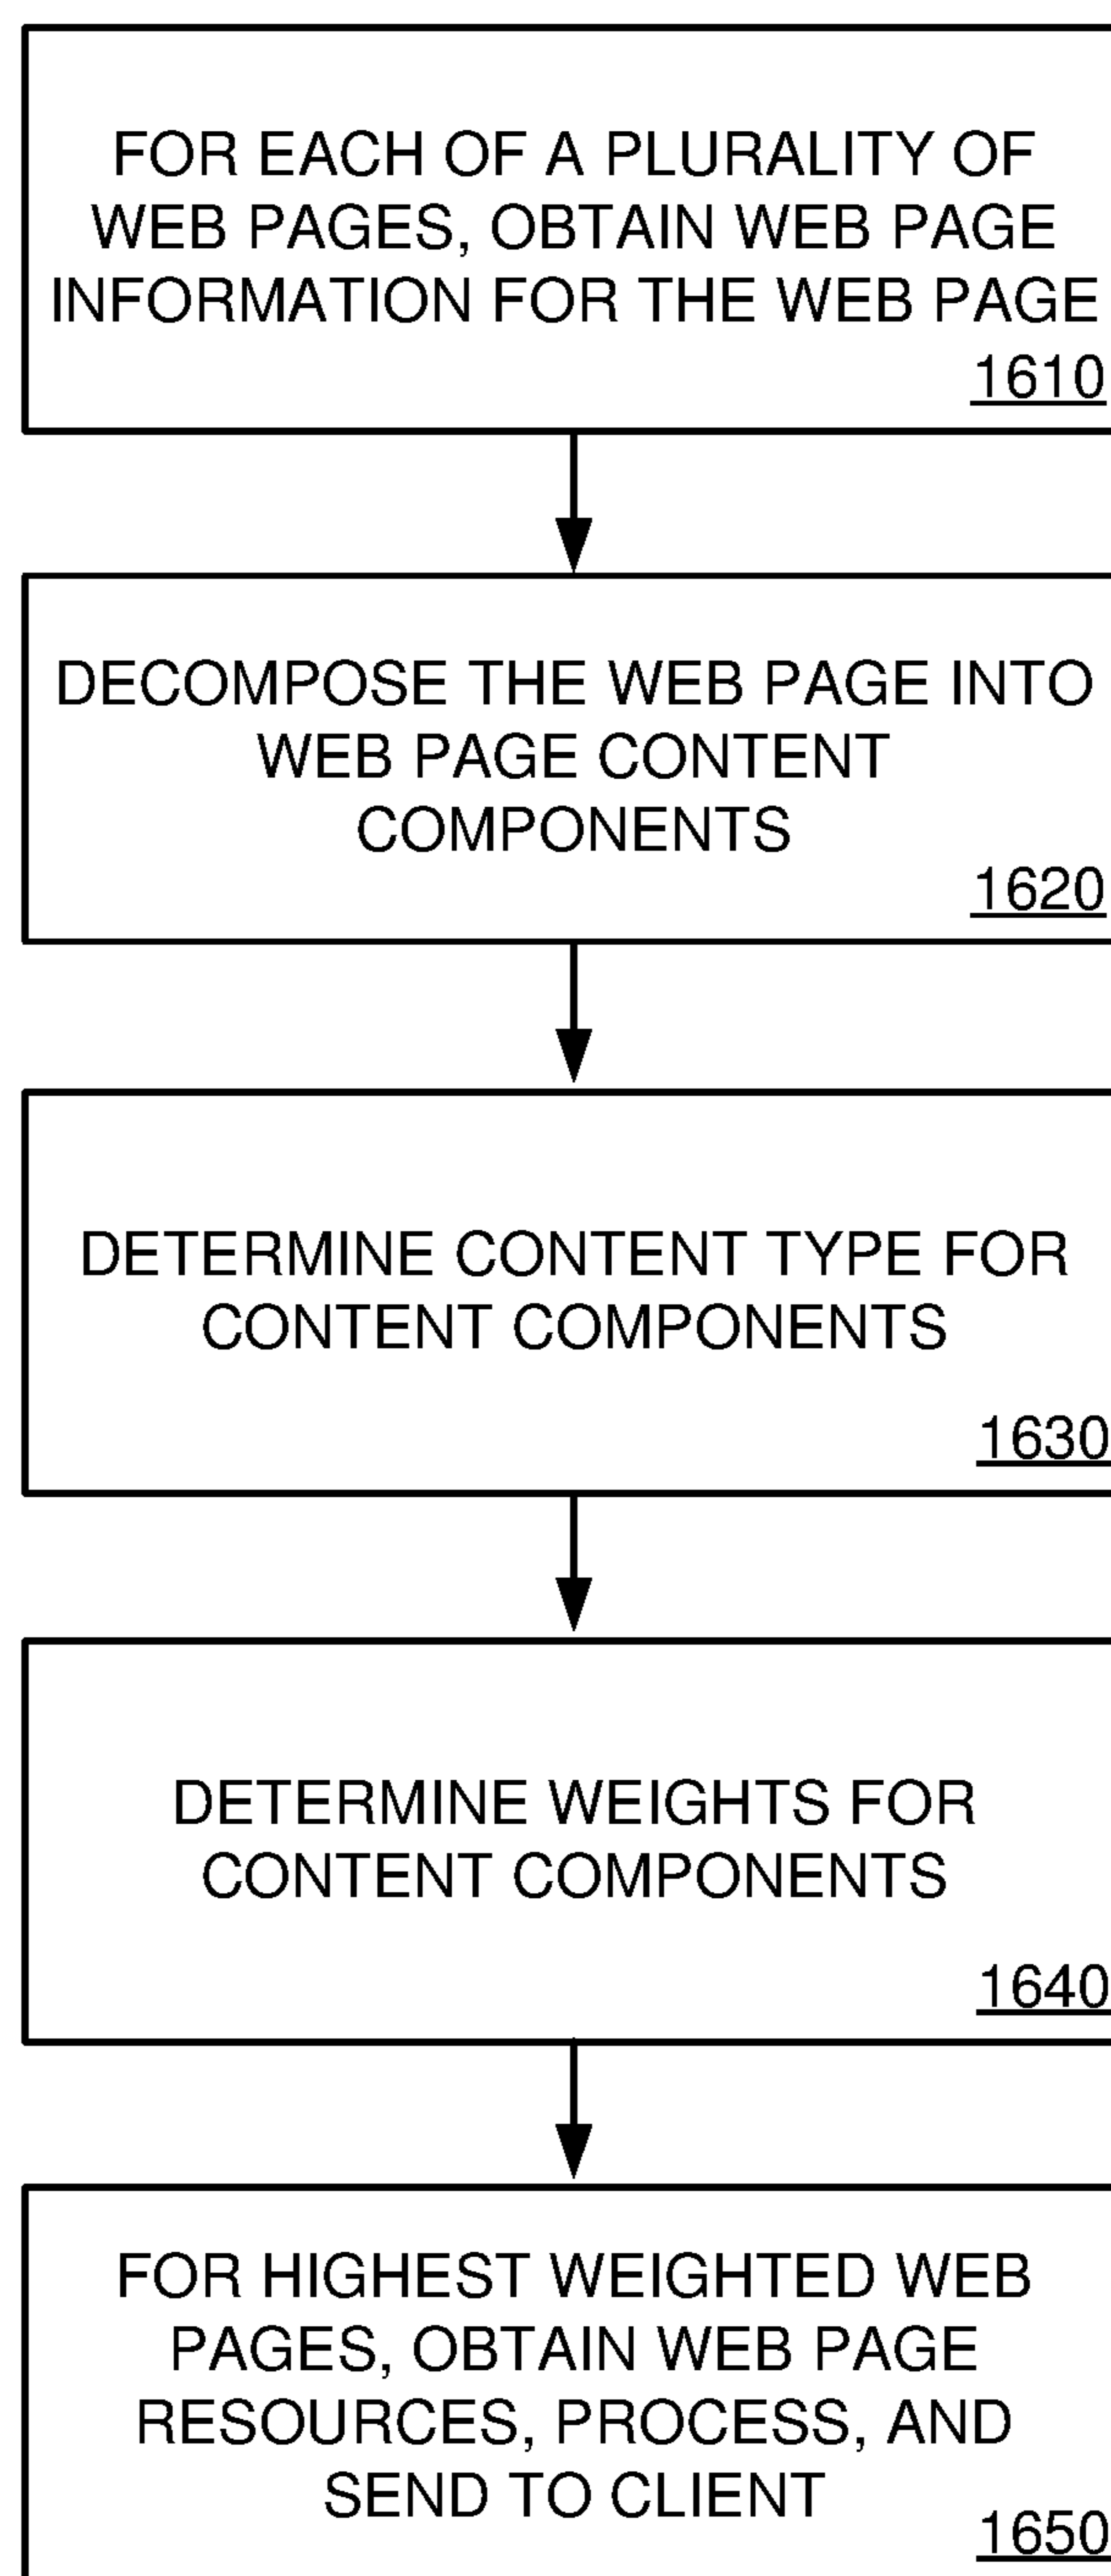 FOR EACH OF A PLURALITY OF
WEB PAGES, OBTAIN WEB PAGE
INFORMATION FOR THE WEB PAGE
1610
DECOMPOSE THE WEB PAGE INTO
WEB PAGE CONTENT
COMPONENTS
1620
DETERMINE CONTENT TYPE FOR
CONTENT COMPONENTS
1630
DETERMINE WEIGHTS FOR
CONTENT COMPONENTS
1640
FOR HIGHEST WEIGHTED WEB
PAGES, OBTAIN WEB PAGE
RESOURCES, PROCESS, AND
SEND TO CLIENT
1650